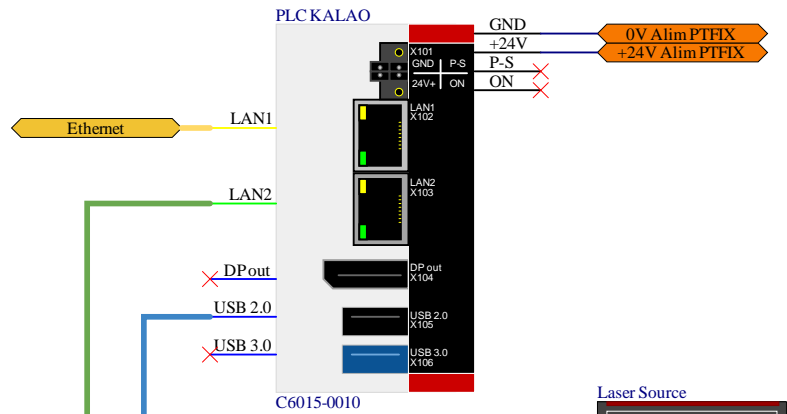 PLC KALAO
GND
0V Alim PTFIX
+24V
+24V Alim PTFIX
P-S
ON
X101
GND P-S
24V+ ON
LAN1
X102
LAN1
Ethernet
LAN2
X103
LAN2
DP out
X104
DP out
USB 2.0
X105
USB 2.0
USB 3.0
X106
USB 3.0
C6015-0010
Laser Source